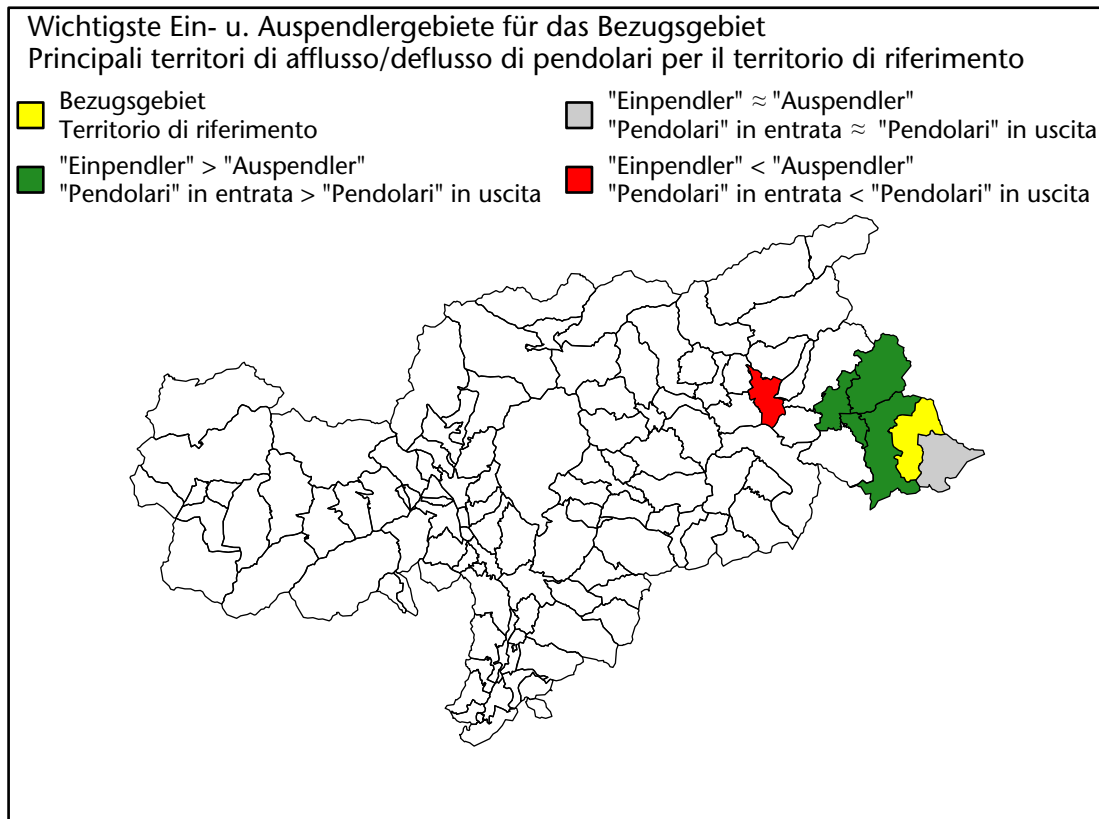 Wichtigste Ein- u. Auspendlergebiete für das Bezugsgebiet
Principali territori di afflusso/deflusso di pendolari per il territorio di riferimento
Bezugsgebiet
Territorio di riferimento
"Einpendler" > "Auspendler"
"Pendolari" in entrata > "Pendolari" in uscita
"Einpendler" ≈ "Auspendler"
"Pendolari" in entrata ≈ "Pendolari" in uscita
"Einpendler" < "Auspendler"
"Pendolari" in entrata < "Pendolari" in uscita